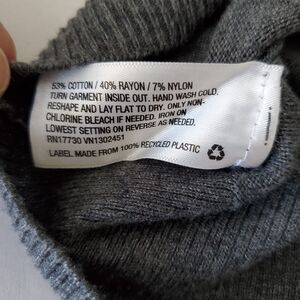 53% COTTON / 40% RAYON / 7% NYLON
TURN GARMENT INSIDE OUT. HAND WASH COLD.
RESHAPE AND LAY FLAT TO DRY. ONLY NON-
CHLORINE BLEACH IF NEEDED. IRON ON
LOWEST SETTING ON REVERSE AS NEEDED.
RN17730 VN1302451
LABEL MADE FROM 100% RECYCLED PLASTIC